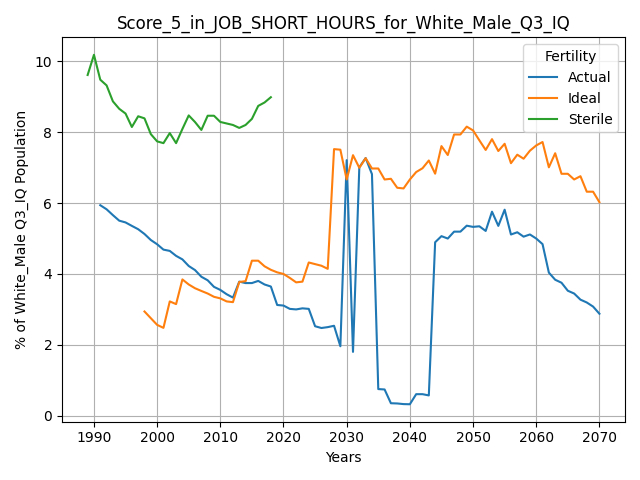 Score_5_in_JOB_SHORT_HOURS_for_White_Male_Q3_IQ
% of White_Male Q3_IQ Population
10
8
6
4
2
0
Fertility
Actual
Ideal
Sterile
1990 2000 2010 2020 2030 2040 2050 2060 2070
Years